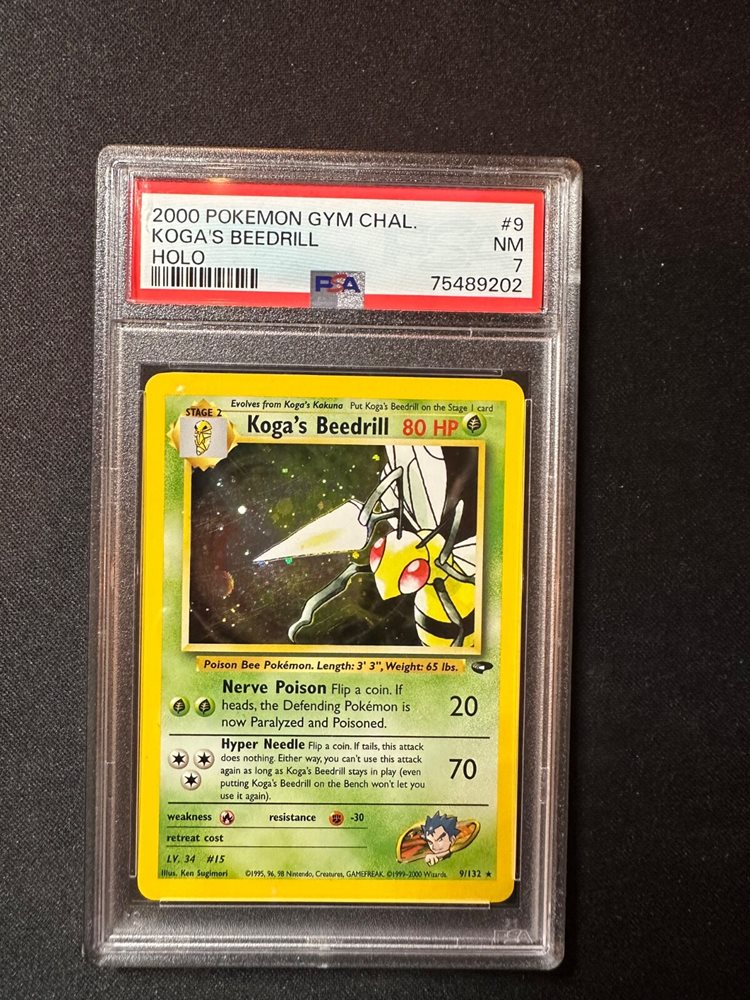 2000 POKEMON GYM CHAL. #9
KOGA'S BEEDRILL NM
HOLO 7
PSA 75489202
Evolves from Koga's Kakuna Put Koga's Beedrill on the Stage 1 card
STAGE 2
Koga's Beedrill 80 HP
Poison Bee Pokémon. Length: 3' 3", Weight: 65 lbs.
Nerve Poison Flip a coin. If
heads, the Defending Pokémon is 20
now Paralyzed and Poisoned.
Hyper Needle Flip a coin. If tails, this attack
does nothing. Either way, you can't use this
attack again as long as Koga's Beedrill stays in play (even 70
putting Koga's Beedrill on the Bench won't let you
use it again).
weakness resistance -30
retreat cost
LV. 34 #15
Illus. Ken Sugimori ©1995, 96, 98 Nintendo, Creatures, GAMEFREAK. ©1999-2000 Wizards. 9/132 ★
PSA